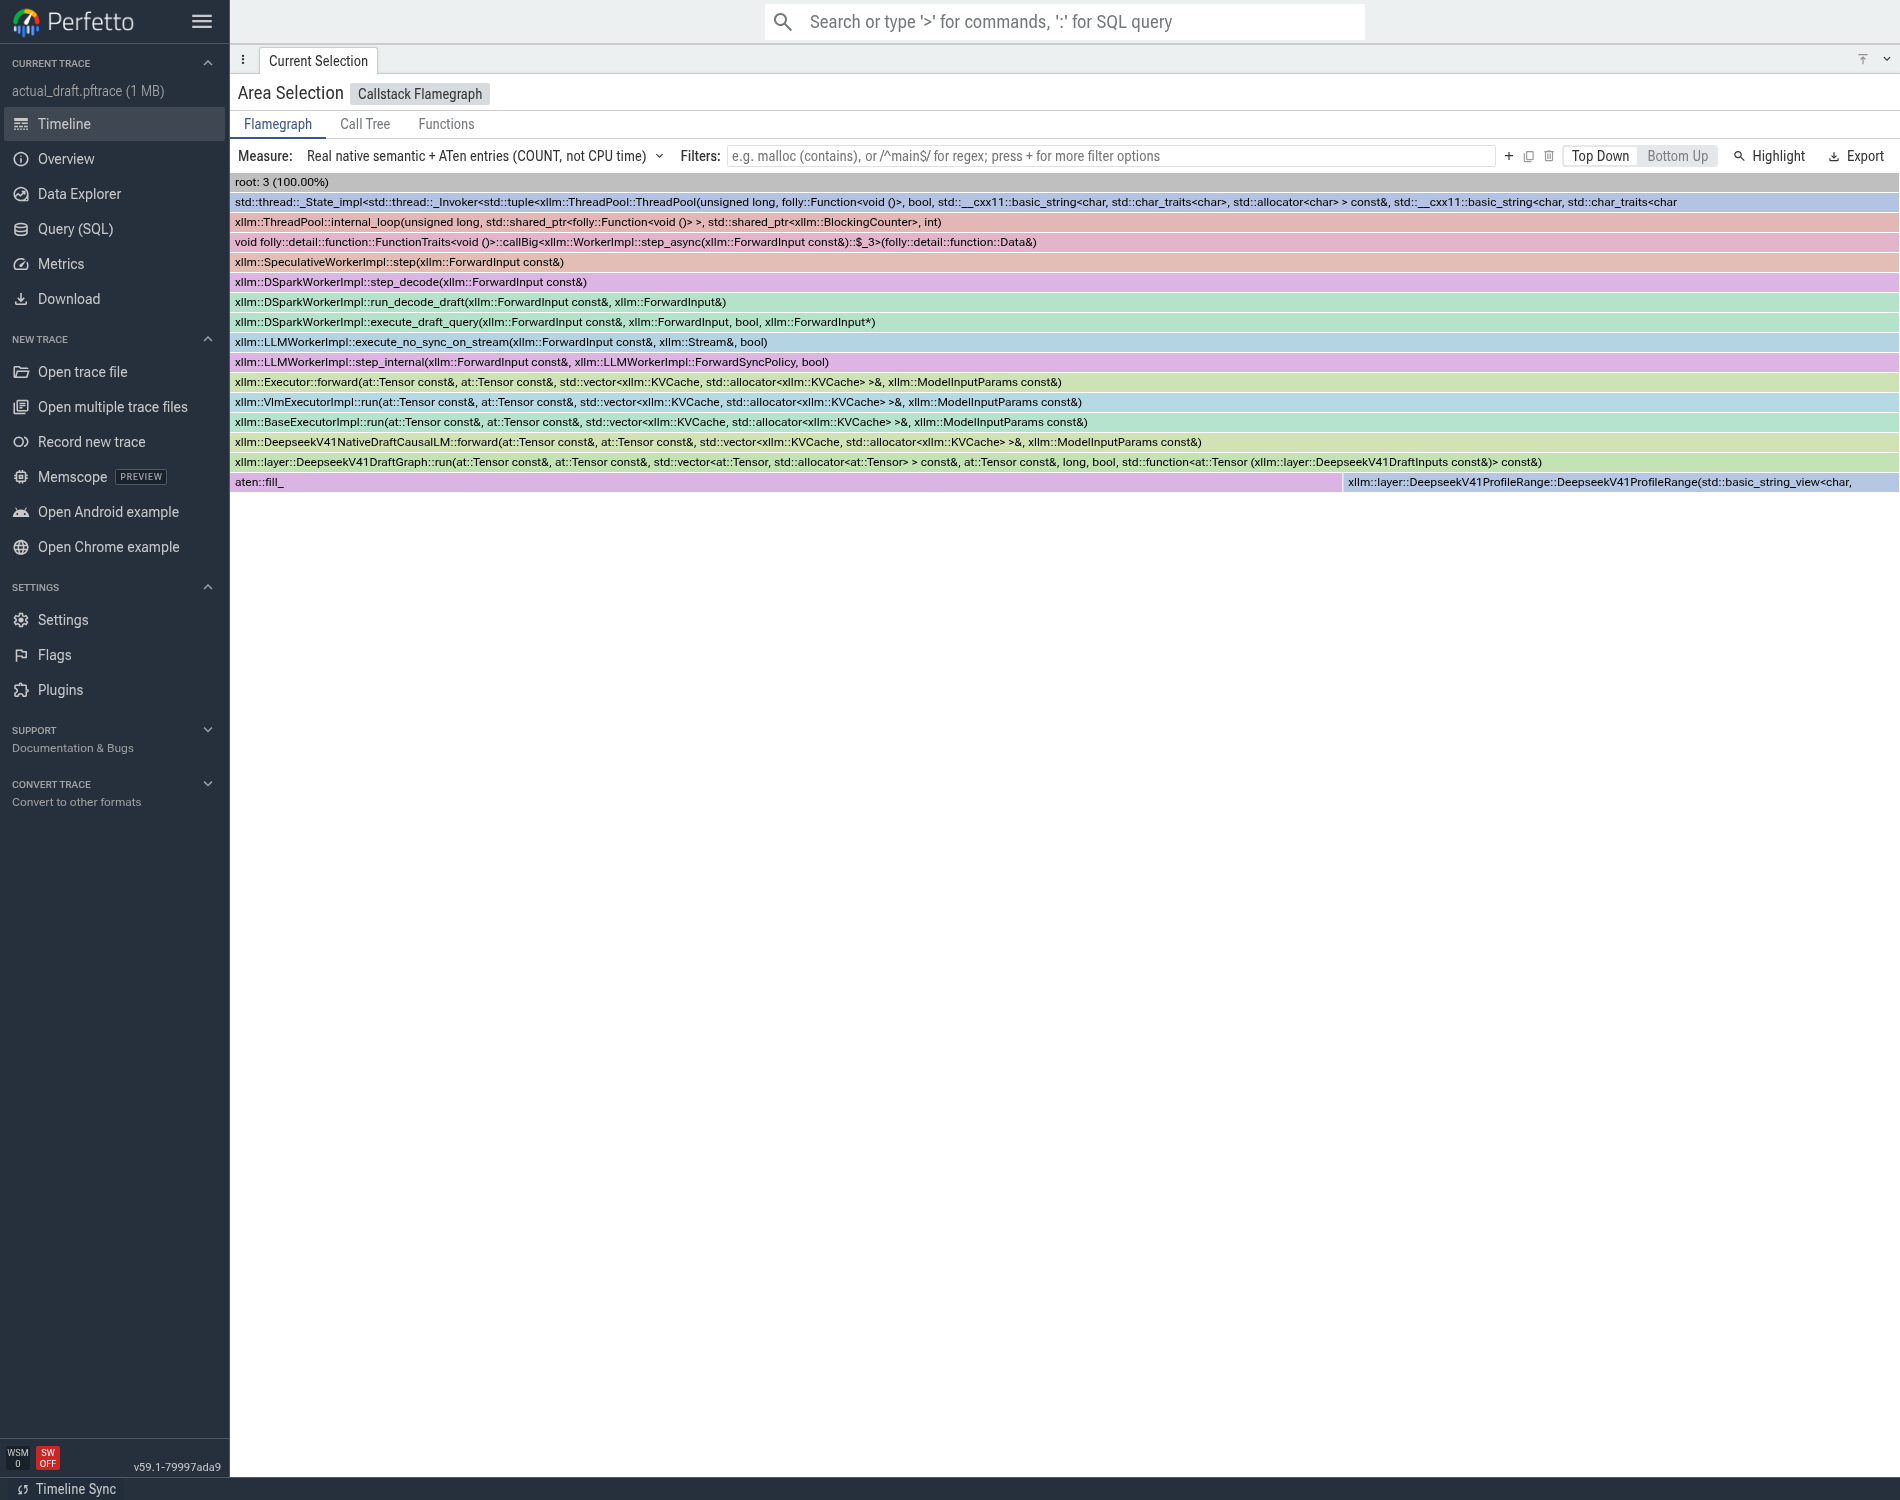 Perfetto
Search or type '>' for commands, ':' for SQL query
CURRENT TRACE
actual_draft.pftrace (1 MB)
Timeline
Overview
Data Explorer
Query (SQL)
Metrics
Download
NEW TRACE
Open trace file
Open multiple trace files
Record new trace
Memscope PREVIEW
Open Android example
Open Chrome example
SETTINGS
Settings
Flags
Plugins
SUPPORT
Documentation & Bugs
CONVERT TRACE
Convert to other formats
WSM 0
SW OFF
v59.1-79997ada9
Timeline Sync
Current Selection
Area Selection Callstack Flamegraph
Flamegraph Call Tree Functions
Measure: Real native semantic + ATen entries (COUNT, not CPU time) Filters: e.g. malloc (contains), or /^main$/ for regex; press + for more filter options + Top Down Bottom Up Highlight Export
root: 3 (100.00%)
std::thread::_State_impl<std::thread::_Invoker<std::tuple<xllm::ThreadPool::ThreadPool(unsigned long, folly::Function<void ()>, bool, std::__cxx11::basic_string<char, std::char_traits<char>, std::allocator<char> > const&, std::__cxx11::basic_string<char, std::char_traits<char
xllm::ThreadPool::internal_loop(unsigned long, std::shared_ptr<folly::Function<void ()> >, std::shared_ptr<xllm::BlockingCounter>, int)
void folly::detail::function::FunctionTraits<void ()>::callBig<xllm::WorkerImpl::step_async(xllm::ForwardInput const&)::$_3>(folly::detail::function::Data&)
xllm::SpeculativeWorkerImpl::step(xllm::ForwardInput const&)
xllm::DSparkWorkerImpl::step_decode(xllm::ForwardInput const&)
xllm::DSparkWorkerImpl::run_decode_draft(xllm::ForwardInput const&, xllm::ForwardInput&)
xllm::DSparkWorkerImpl::execute_draft_query(xllm::ForwardInput const&, xllm::ForwardInput, bool, xllm::ForwardInput*)
xllm::LLMWorkerImpl::execute_no_sync_on_stream(xllm::ForwardInput const&, xllm::Stream&, bool)
xllm::LLMWorkerImpl::step_internal(xllm::ForwardInput const&, xllm::LLMWorkerImpl::ForwardSyncPolicy, bool)
xllm::Executor::forward(at::Tensor const&, at::Tensor const&, std::vector<xllm::KVCache, std::allocator<xllm::KVCache> >&, xllm::ModelInputParams const&)
xllm::VlmExecutorImpl::run(at::Tensor const&, at::Tensor const&, std::vector<xllm::KVCache, std::allocator<xllm::KVCache> >&, xllm::ModelInputParams const&)
xllm::BaseExecutorImpl::run(at::Tensor const&, at::Tensor const&, std::vector<xllm::KVCache, std::allocator<xllm::KVCache> >&, xllm::ModelInputParams const&)
xllm::DeepseekV41NativeDraftCausalLM::forward(at::Tensor const&, at::Tensor const&, std::vector<xllm::KVCache, std::allocator<xllm::KVCache> >&, xllm::ModelInputParams const&)
xllm::layer::DeepseekV41DraftGraph::run(at::Tensor const&, at::Tensor const&, std::vector<at::Tensor, std::allocator<at::Tensor> > const&, at::Tensor const&, long, bool, std::function<at::Tensor (xllm::layer::DeepseekV41DraftInputs const&)> const&)
aten::fill_ xllm::layer::DeepseekV41ProfileRange::DeepseekV41ProfileRange(std::basic_string_view<char,